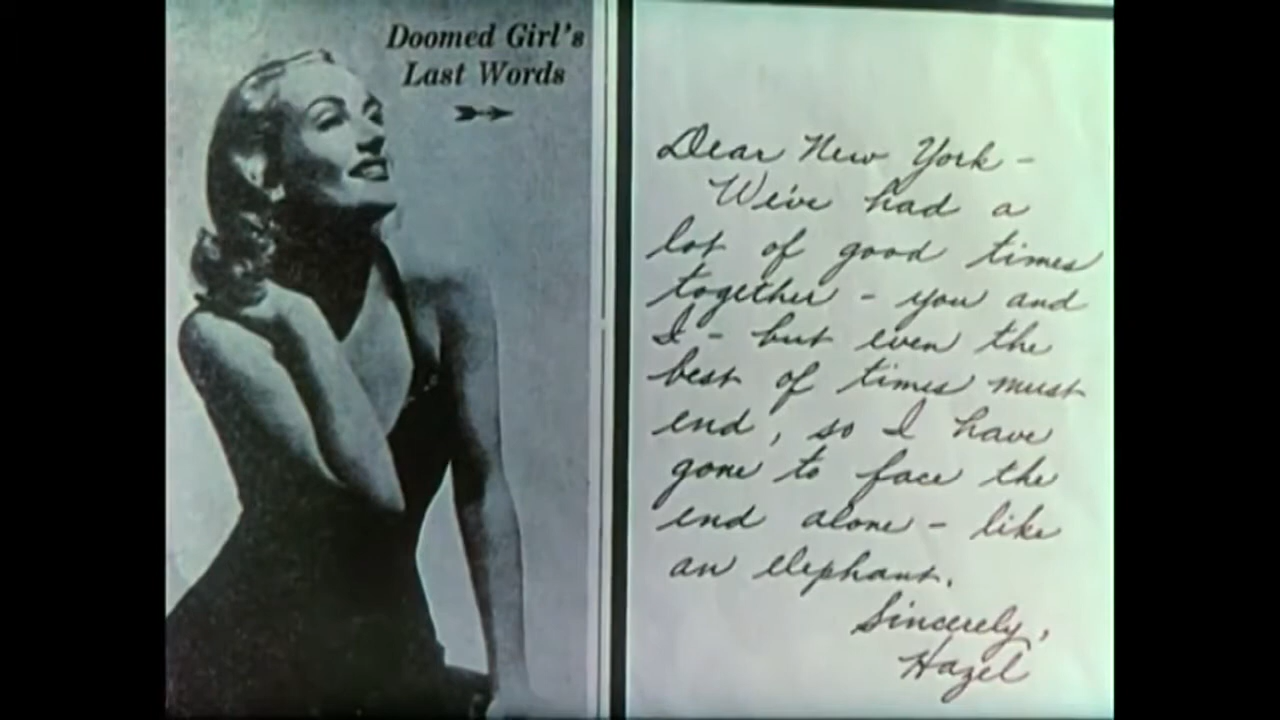 Doomed Girl's
Last Words
Dear New York -
We've had a
lot of good times
together - you and
I - but even the
best of times must
end, so I have
gone to face the
end alone - like
an elephant.
Sincerely,
Hazel